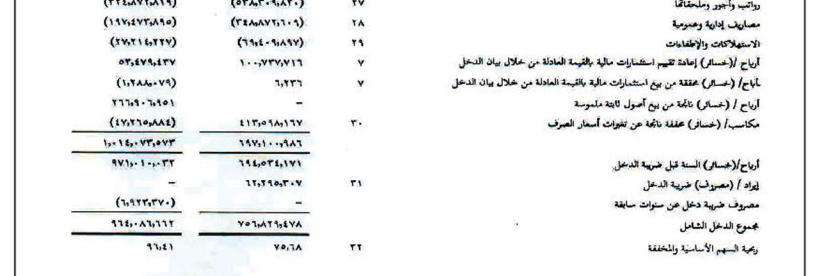 رواتب وأجور وملحقاتها ٢٧ (٥٣٨,٣٠٩,٨٢٠) (٣٢٤,٨٧٢,٨١٩)
مصاريف إدارية وعمومية ٢٨ (٣٤٨,٨٧٢,٦٠٩) (١٩٧,٤٧٣,٨٩٥)
الاستهلاكات والإطفاءات ٢٩ (٦٩,٤٠٩,٨٩٧) (٢٧,٢١٤,٢٢٧)
أرباح /(خسائر) إعادة تقييم استثمارات مالية بالقيمة العادلة من خلال بيان الدخل ٧ ١٠٠,٧٣٧,٧١٦ ٥٣,٤٧٩,٤٣٧
أرباح/ (خسائر) محققة من بيع استثمارات مالية بالقيمة العادلة من خلال بيان الدخل ٧ ٦,٢٣٦ (١,٢٨٨,٠٧٩)
أرباح / (خسائر) ناتجة من بيع أصول ثابتة ملموسة – ٢٦٦,٩٠٦,٩٥١
مكاسب/ (خسائر) محققة ناتجة عن تغيرات أسعار الصرف ٣٠ ٤١٣,٥٩٨,١٦٧ (٤٧,٢٦٥,٨٨٤)
٦٩٧,١٠٠,٩٨٦ ١,٠١٤,٠٧٣,٥٧٣
أرباح/(خسائر) السنة قبل ضريبة الدخل ٦٩٤,٥٣٤,١٧١ ٩٧١,٠١٠,٠٣٢
إيراد / (مصروف) ضريبة الدخل ٣١ ٦٢,٢٩٥,٣٠٧ –
مصروف ضريبة دخل عن سنوات سابقة – (٦,٩٢٣,٣٧٠)
مجموع الدخل الشامل ٧٥٦,٨٢٩,٤٧٨ ٩٦٤,٠٨٦,٦٦٢
ربحية السهم الأساسية والمخففة ٣٢ ٧٥,٦٨ ٩٦,٤١